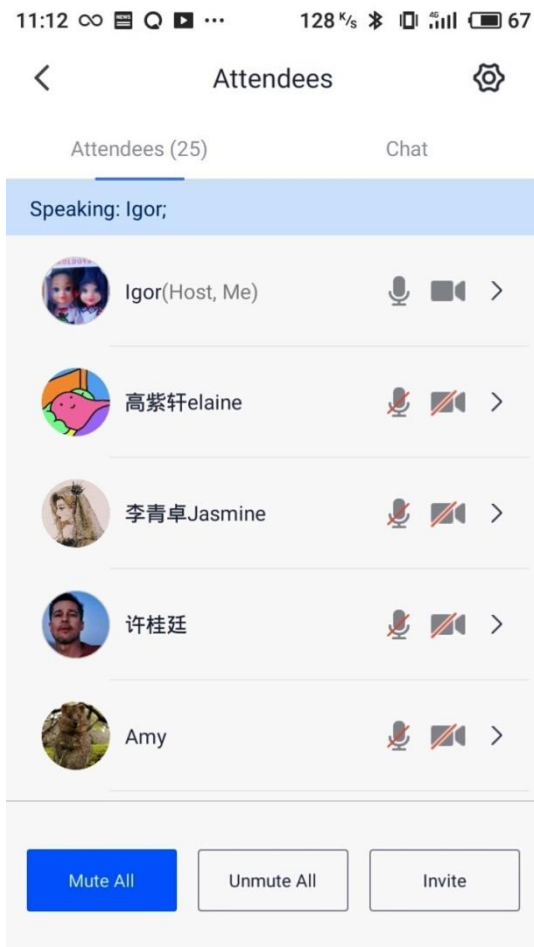 11:12 NEWS ... 128 K/s 4G 67
Attendees
Attendees (25) Chat
Speaking: Igor;
Igor(Host, Me)
高紫轩elaine
李青卓Jasmine
许桂廷
Amy
Mute All Unmute All Invite